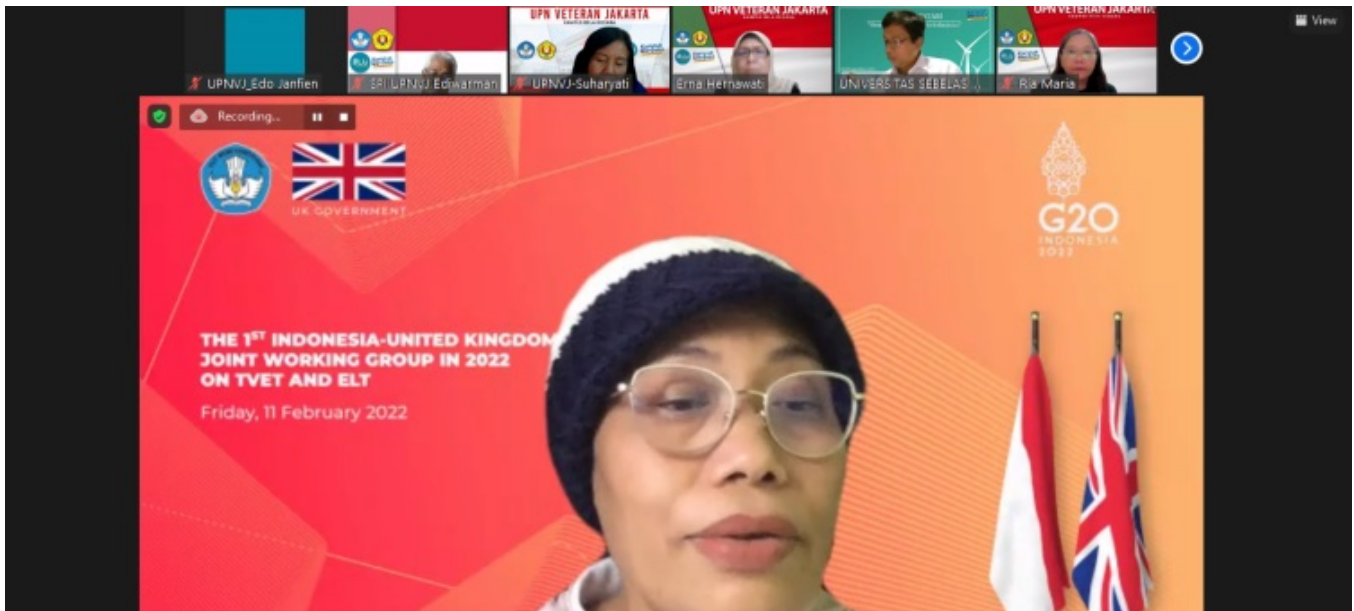 UPN VETERAN JAKARTA
UPN VETERAN JAKARTA
UPN VETERAN JAKARTA
View
UPNVJ_Edo Janfien
SRI UPNVJ Ediwarman
UPNVJ-Suharyati
Erna Hernawati
UNIVERSITAS SEBELAS ...
Ria Maria
Recording...
UK GOVERNMENT
G20
INDONESIA
2022
THE 1ST INDONESIA-UNITED KINGDOM
JOINT WORKING GROUP IN 2022
ON TVET AND ELT
Friday, 11 February 2022